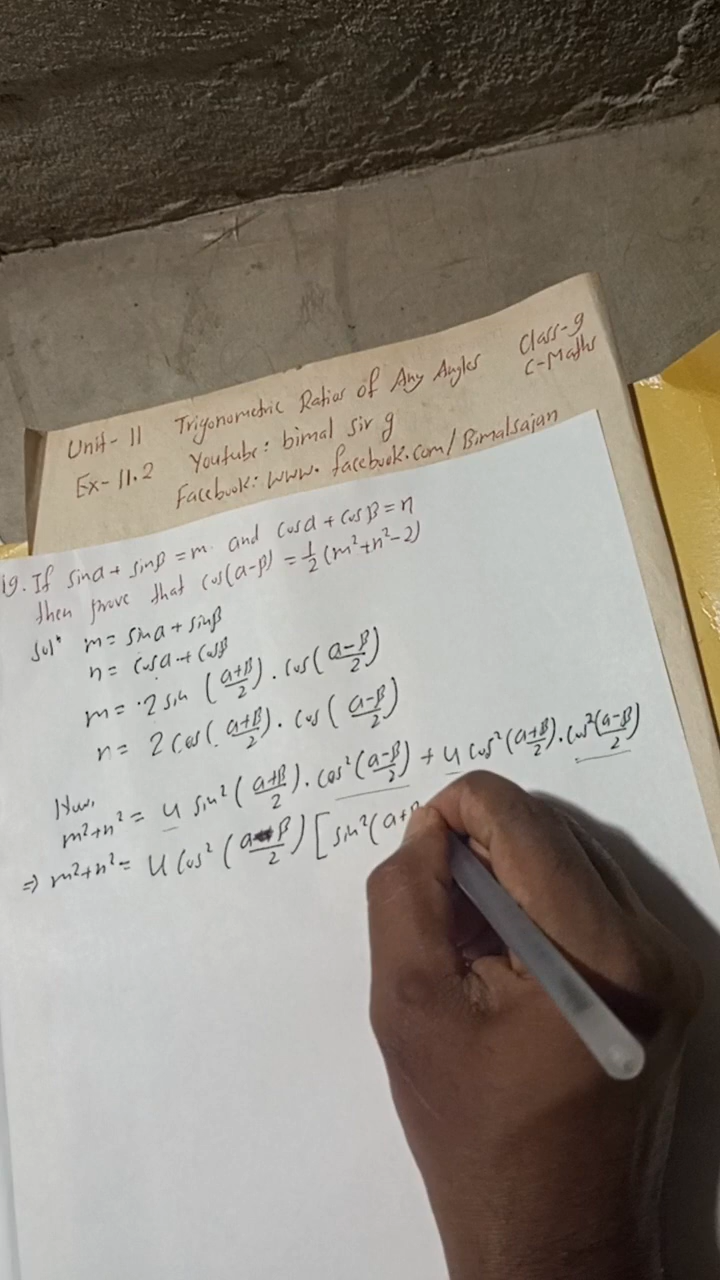 Unit-11 Trigonometric Ratios of Any Angles Class-9
Ex-11.2 Youtube: bimal sir g C-Maths
Facebook: www.facebook.com/Bimalsajan
19. If sinα + sinβ = m and cosα + cosβ = n
then prove that cos(α-β) = 1/2 (m²+n²-2)
Solⁿ m = sinα + sinβ
n = cosα + cosβ
m = 2 sin (α+β/2) . cos (α-β/2)
n = 2 cos (α+β/2) . cos (α-β/2)
Now,
m²+n² = 4 sin² (α+β/2) . cos² (α-β/2) + 4 cos² (α+β/2) . cos² (α-β/2)
⇒ m²+n² = 4 cos² (α-β/2) [sin² (α+β